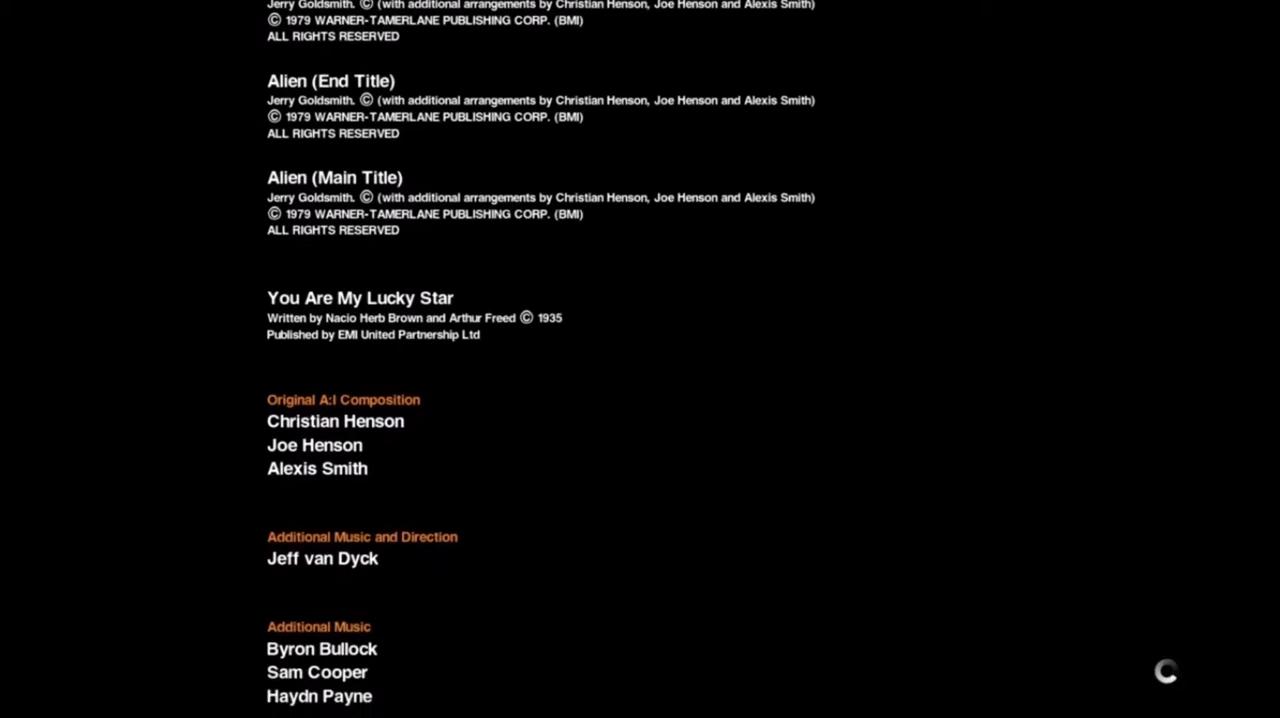 Jerry Goldsmith. © (with additional arrangements by Christian Henson, Joe Henson and Alexis Smith)
© 1979 WARNER-TAMERLANE PUBLISHING CORP. (BMI)
ALL RIGHTS RESERVED
Alien (End Title)
Jerry Goldsmith. © (with additional arrangements by Christian Henson, Joe Henson and Alexis Smith)
© 1979 WARNER-TAMERLANE PUBLISHING CORP. (BMI)
ALL RIGHTS RESERVED
Alien (Main Title)
Jerry Goldsmith. © (with additional arrangements by Christian Henson, Joe Henson and Alexis Smith)
© 1979 WARNER-TAMERLANE PUBLISHING CORP. (BMI)
ALL RIGHTS RESERVED
You Are My Lucky Star
Written by Nacio Herb Brown and Arthur Freed © 1935
Published by EMI United Partnership Ltd
Original A:I Composition
Christian Henson
Joe Henson
Alexis Smith
Additional Music and Direction
Jeff van Dyck
Additional Music
Byron Bullock
Sam Cooper
Haydn Payne